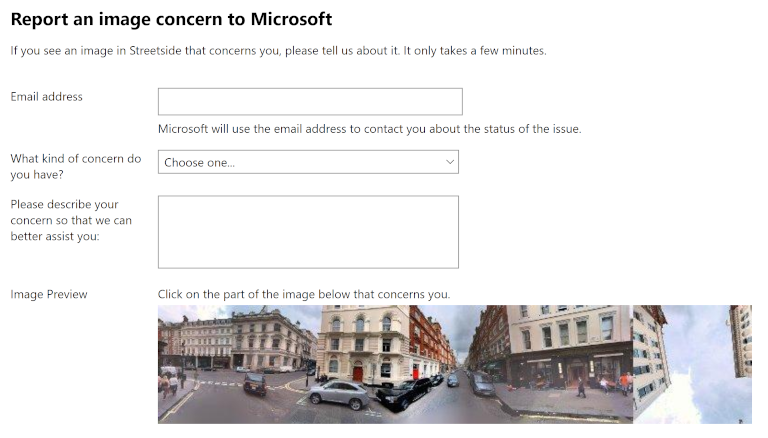 Report an image concern to Microsoft
If you see an image in Streetside that concerns you, please tell us about it. It only takes a few minutes.
Email address
Microsoft will use the email address to contact you about the status of the issue.
What kind of concern do
you have?
Choose one...
Please describe your
concern so that we can
better assist you:
Image Preview
Click on the part of the image below that concerns you.